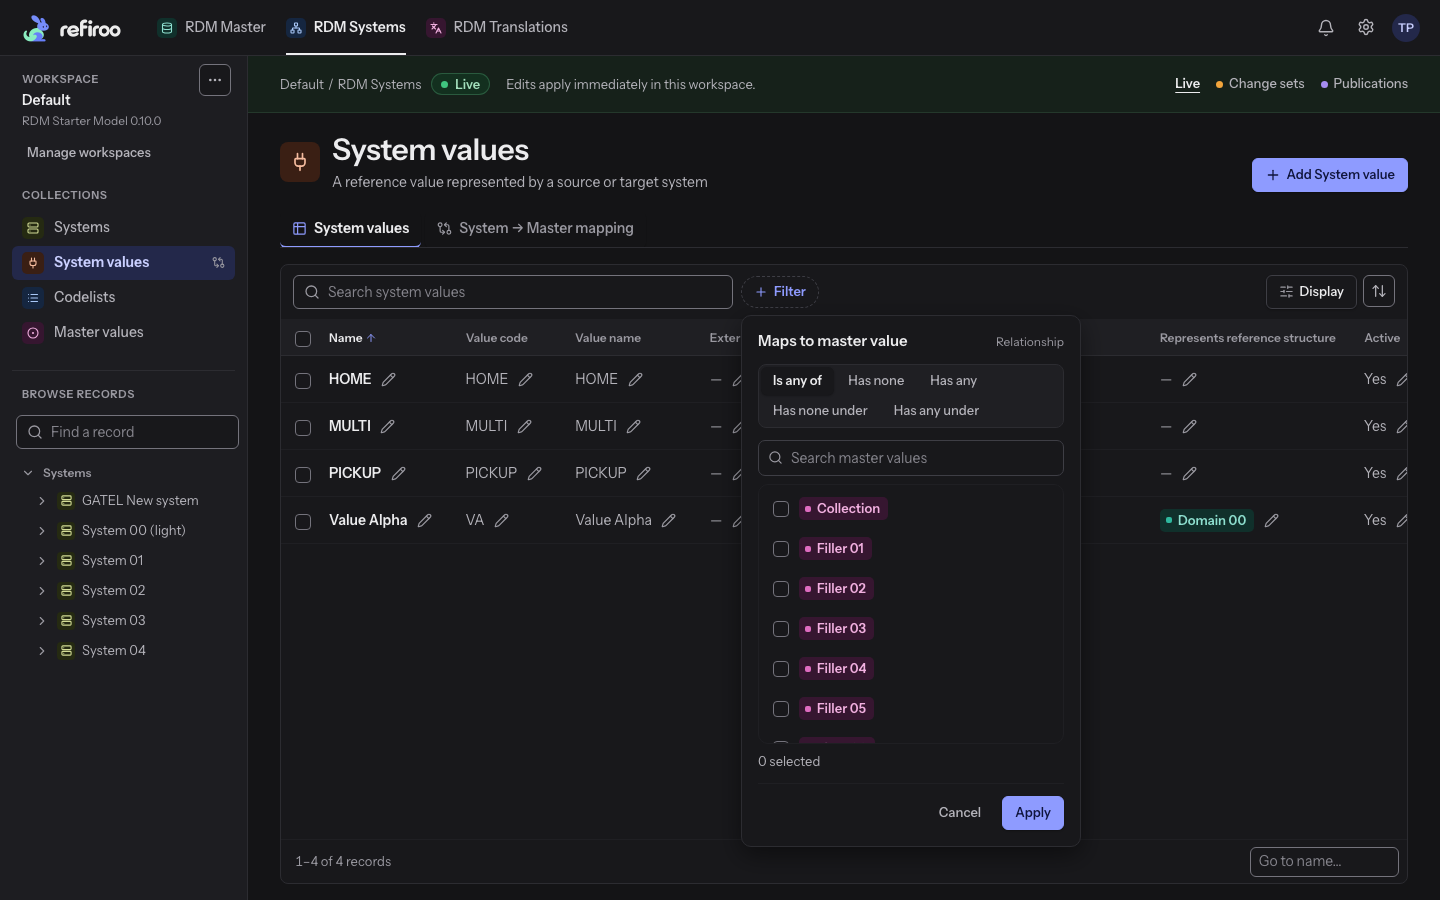 refiroo
RDM Master
RDM Systems
RDM Translations
TP
WORKSPACE
Default
RDM Starter Model 0.10.0
Manage workspaces
COLLECTIONS
Systems
System values
Codelists
Master values
BROWSE RECORDS
Find a record
Systems
GATEL New system
System 00 (light)
System 01
System 02
System 03
System 04
Default / RDM Systems Live Edits apply immediately in this workspace.
Live Change sets Publications
System values
A reference value represented by a source or target system
Add System value
System values System → Master mapping
Search system values
Filter
Display
Name Value code Value name Exter Represents reference structure Active
HOME HOME HOME — — Yes
MULTI MULTI MULTI — — Yes
PICKUP PICKUP PICKUP — — Yes
Value Alpha VA Value Alpha — Domain 00 Yes
Maps to master value Relationship
Is any of Has none Has any
Has none under Has any under
Search master values
Collection
Filler 01
Filler 02
Filler 03
Filler 04
Filler 05
0 selected
Cancel Apply
1–4 of 4 records
Go to name...